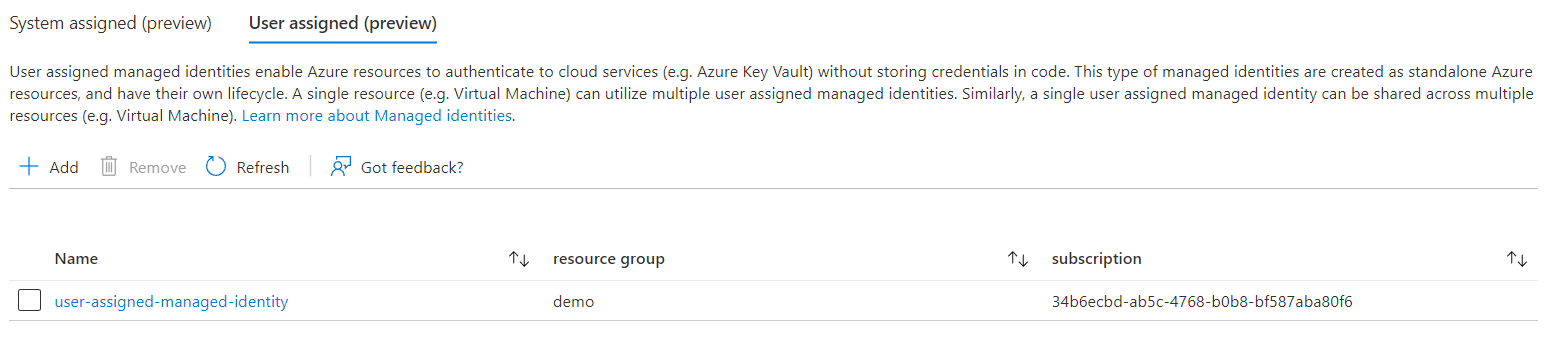 System assigned (preview) User assigned (preview)
User assigned managed identities enable Azure resources to authenticate to cloud services (e.g. Azure Key Vault) without storing credentials in code. This type of managed identities are created as standalone Azure
resources, and have their own lifecycle. A single resource (e.g. Virtual Machine) can utilize multiple user assigned managed identities. Similarly, a single user assigned managed identity can be shared across multiple
resources (e.g. Virtual Machine). Learn more about Managed identities.
Add Remove Refresh Got feedback?
Name resource group subscription
user-assigned-managed-identity demo 34b6ecbd-ab5c-4768-b0b8-bf587aba80f6